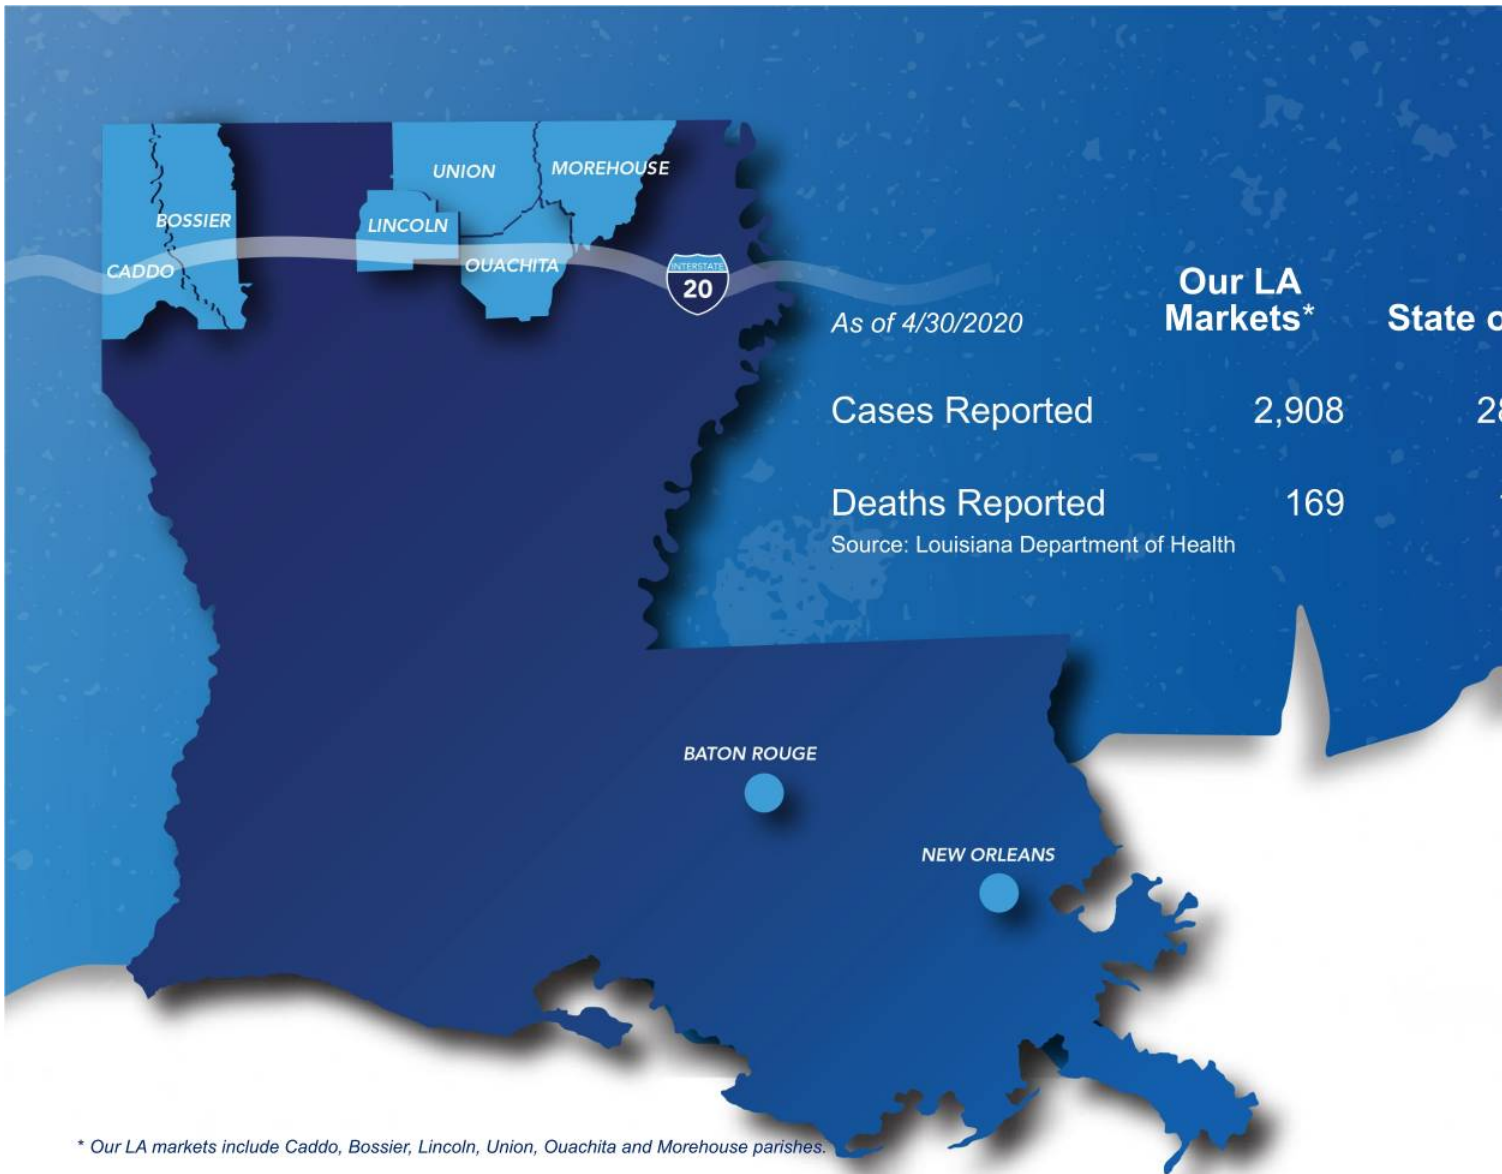 UNION
MOREHOUSE
BOSSIER
LINCOLN
CADDO
OUACHITA
INTERSTATE
20
Our LA
Markets*
As of 4/30/2020
State
Cases Reported 2,908
Deaths Reported 169
Source: Louisiana Department of Health
BATON ROUGE
NEW ORLEANS
* Our LA markets include Caddo, Bossier, Lincoln, Union, Ouachita and Morehouse parishes.